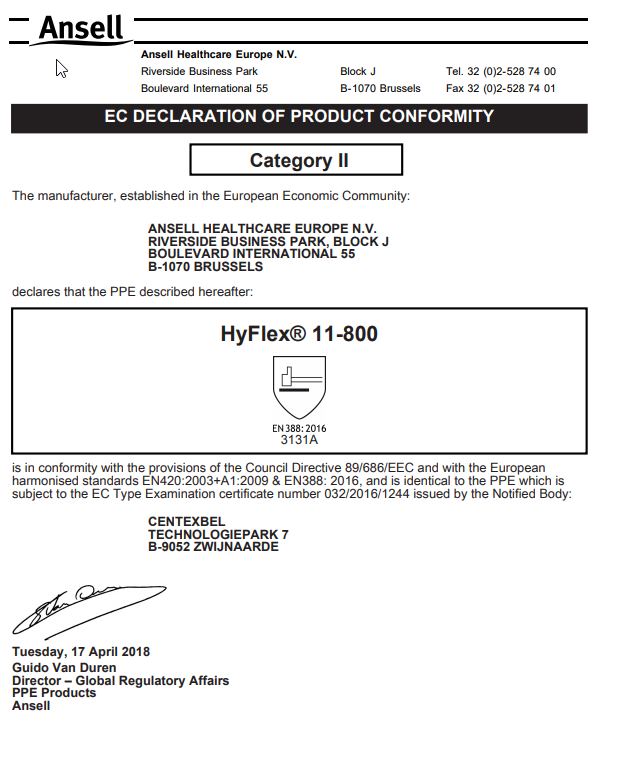 Ansell
Ansell Healthcare Europe N.V.
Riverside Business Park Block J Tel. 32 (0)2-528 74 00
Boulevard International 55 B-1070 Brussels Fax 32 (0)2-528 74 01
EC DECLARATION OF PRODUCT CONFORMITY
Category II
The manufacturer, established in the European Economic Community:
ANSELL HEALTHCARE EUROPE N.V.
RIVERSIDE BUSINESS PARK, BLOCK J
BOULEVARD INTERNATIONAL 55
B-1070 BRUSSELS
declares that the PPE described hereafter:
HyFlex® 11-800
EN 388: 2016
3131A
is in conformity with the provisions of the Council Directive 89/686/EEC and with the European
harmonised standards EN420:2003+A1:2009 & EN388: 2016, and is identical to the PPE which is
subject to the EC Type Examination certificate number 032/2016/1244 issued by the Notified Body:
CENTEXBEL
TECHNOLOGIEPARK 7
B-9052 ZWIJNAARDE
Tuesday, 17 April 2018
Guido Van Duren
Director – Global Regulatory Affairs
PPE Products
Ansell